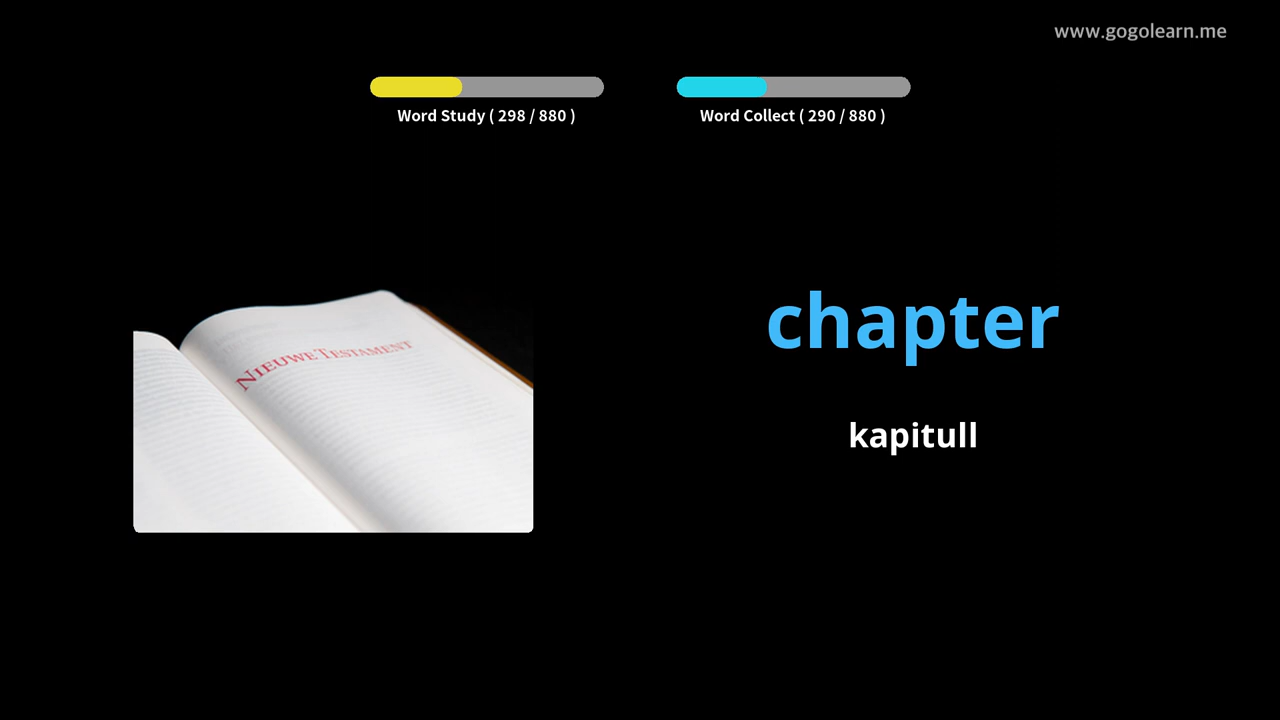 www.gogolearn.me
Word Study ( 298 / 880 )
Word Collect ( 290 / 880 )
NIEUWE TESTAMENT
chapter
kapitull